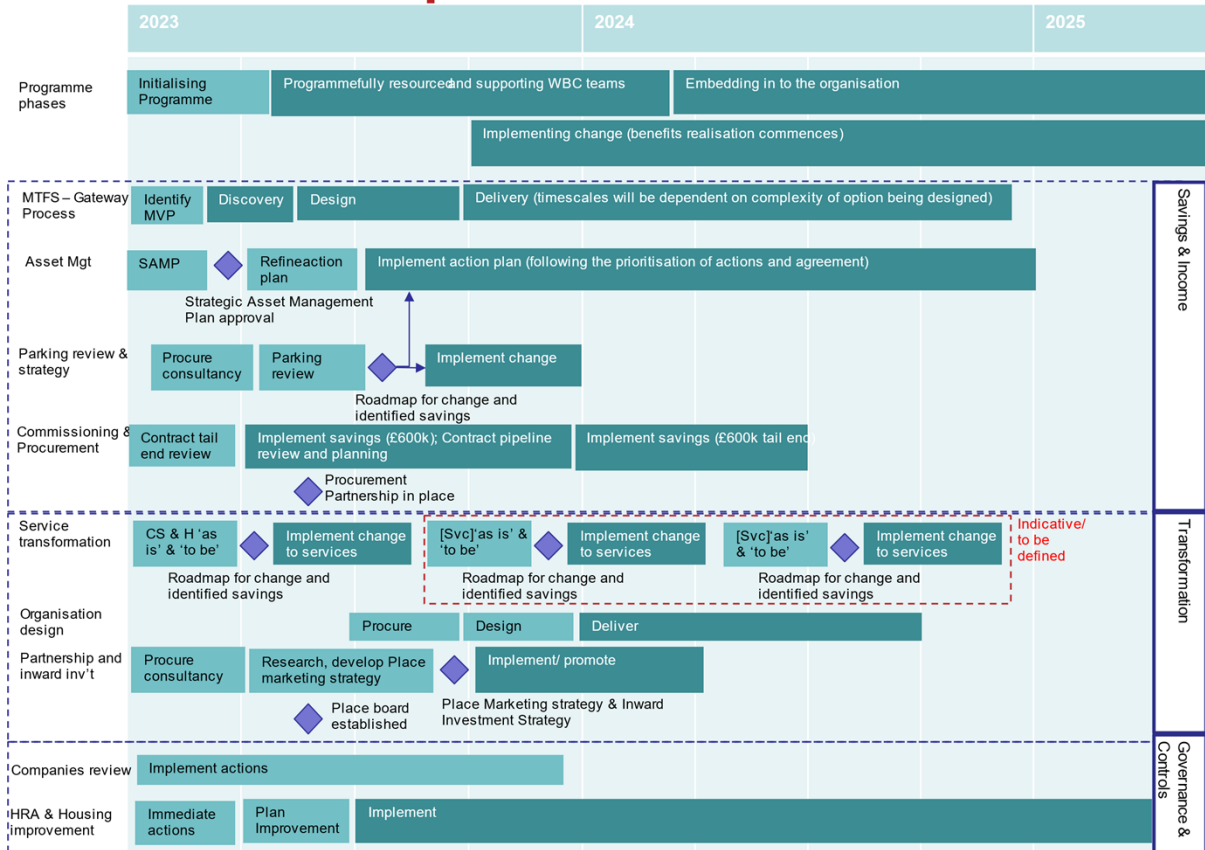 2023
2024
2025
Programme
phases
Initialising
Programme
Programmefully resourced and supporting WBC teams
Embedding in to the organisation
Implementing change (benefits realisation commences)
MTFS – Gateway
Process
Identify
MVP
Discovery
Design
Delivery (timescales will be dependent on complexity of option being designed)
Savings & Income
Asset Mgt
SAMP
Refineaction
plan
Implement action plan (following the prioritisation of actions and agreement)
Strategic Asset Management
Plan approval
Parking review &
strategy
Procure
consultancy
Parking
review
Implement change
Roadmap for change and
identified savings
Commissioning &
Procurement
Contract tail
end review
Implement savings (£600k); Contract pipeline
review and planning
Implement savings (£600k tail end)
Procurement
Partnership in place
Service
transformation
CS & H ‘as
is’ & ‘to be’
Implement change
to services
[Svc]‘as is’ &
‘to be’
Implement change
to services
[Svc]‘as is’
& ‘to be’
Implement change
to services
Indicative/
to be
defined
Transformation
Roadmap for change and
identified savings
Roadmap for change and
identified savings
Roadmap for change and
identified savings
Organisation
design
Procure
Design
Deliver
Partnership and
inward inv’t
Procure
consultancy
Research, develop Place
marketing strategy
Implement/ promote
Place board
established
Place Marketing strategy & Inward
Investment Strategy
Companies review
Implement actions
Governance &
Controls
HRA & Housing
improvement
Immediate
actions
Plan
Improvement
Implement